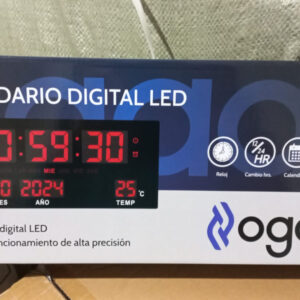 DARIO DIGITAL LED
0:59:30
MIE
0 2024 25°C
ES AÑO TEMP
12/24
HR
Reloj Cambio hrs. Calend
digital LED
ncionamiento de alta precisión
oga